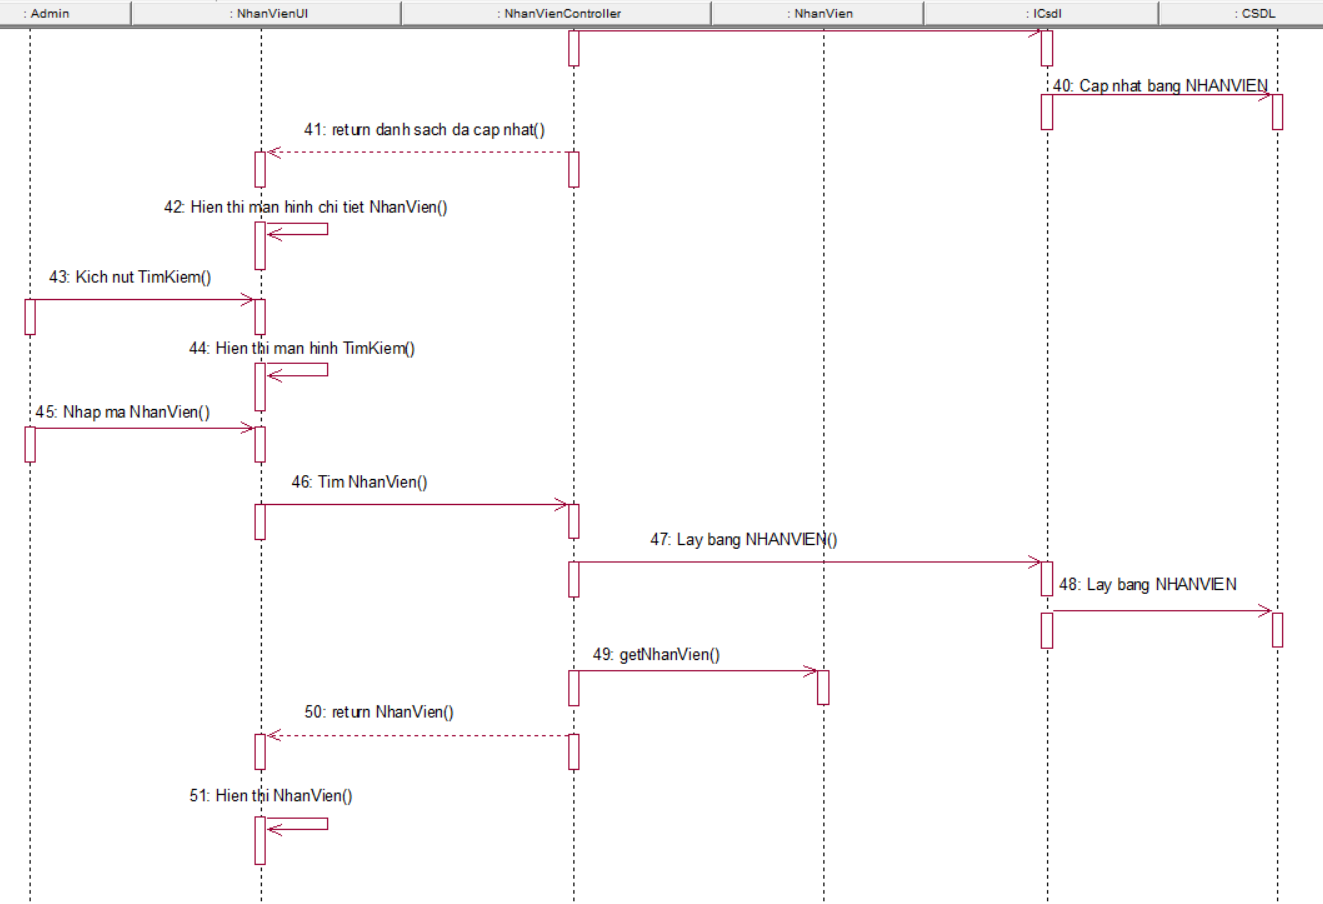 : Admin
: NhanVienUI
: NhanVienController
: NhanVien
: ICsdl
: CSDL
40: Cap nhat bang NHANVIEN
41: return danh sach da cap nhat()
42: Hien thi man hinh chi tiet NhanVien()
43: Kich nut TimKiem()
44: Hien thi man hinh TimKiem()
45: Nhap ma NhanVien()
46: Tim NhanVien()
47: Lay bang NHANVIEN()
48: Lay bang NHANVIEN
49: getNhanVien()
50: return NhanVien()
51: Hien thi NhanVien()